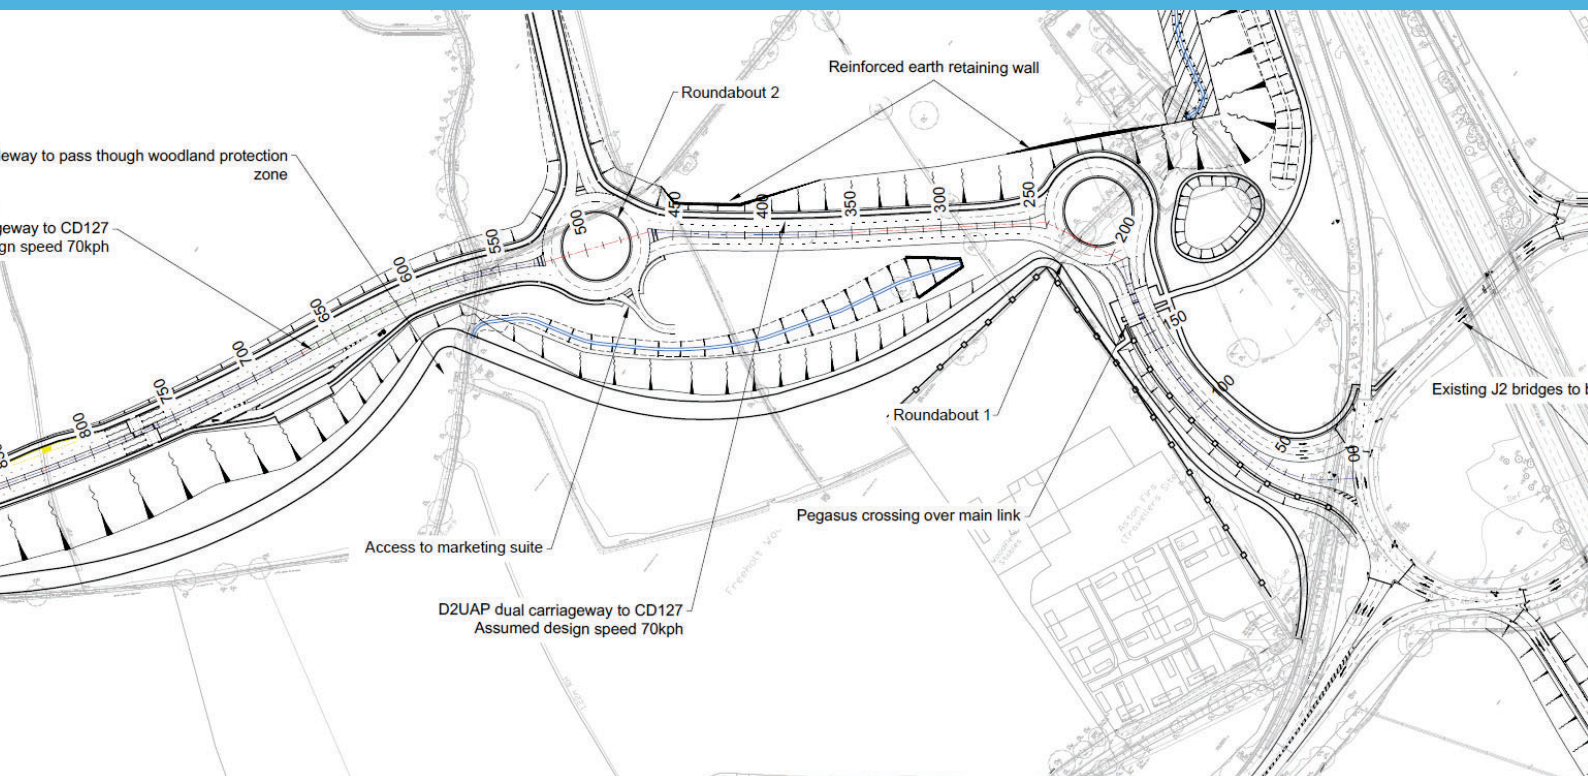 Reinforced earth retaining wall
Roundabout 2
eway to pass though woodland protection
zone
geway to CD127
gn speed 70kph
450
400
350
300
250
200
500
550
600
650
700
750
800
150
100
50
00
Existing J2 bridges to b
Roundabout 1
Pegasus crossing over main link
Access to marketing suite
D2UAP dual carriageway to CD127
Assumed design speed 70kph